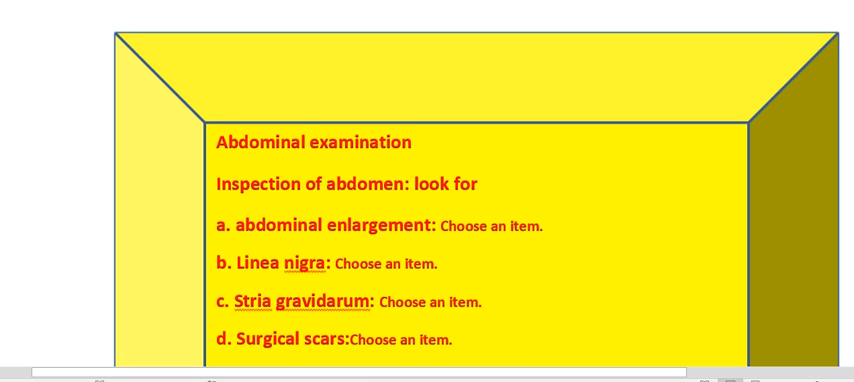 Abdominal examination
Inspection of abdomen: look for
a. abdominal enlargement: Choose an item.
b. Linea nigra: Choose an item.
c. Stria gravidarum: Choose an item.
d. Surgical scars:Choose an item.